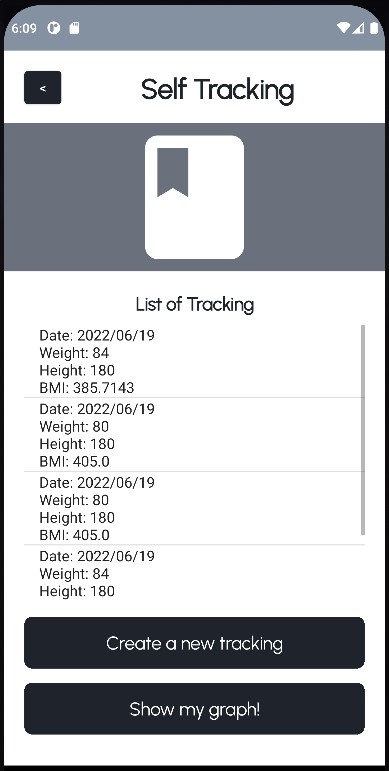 6:09
<
Self Tracking
List of Tracking
Date: 2022/06/19
Weight: 84
Height: 180
BMI: 385.7143
Date: 2022/06/19
Weight: 80
Height: 180
BMI: 405.0
Date: 2022/06/19
Weight: 80
Height: 180
BMI: 405.0
Date: 2022/06/19
Weight: 84
Height: 180
Create a new tracking
Show my graph!